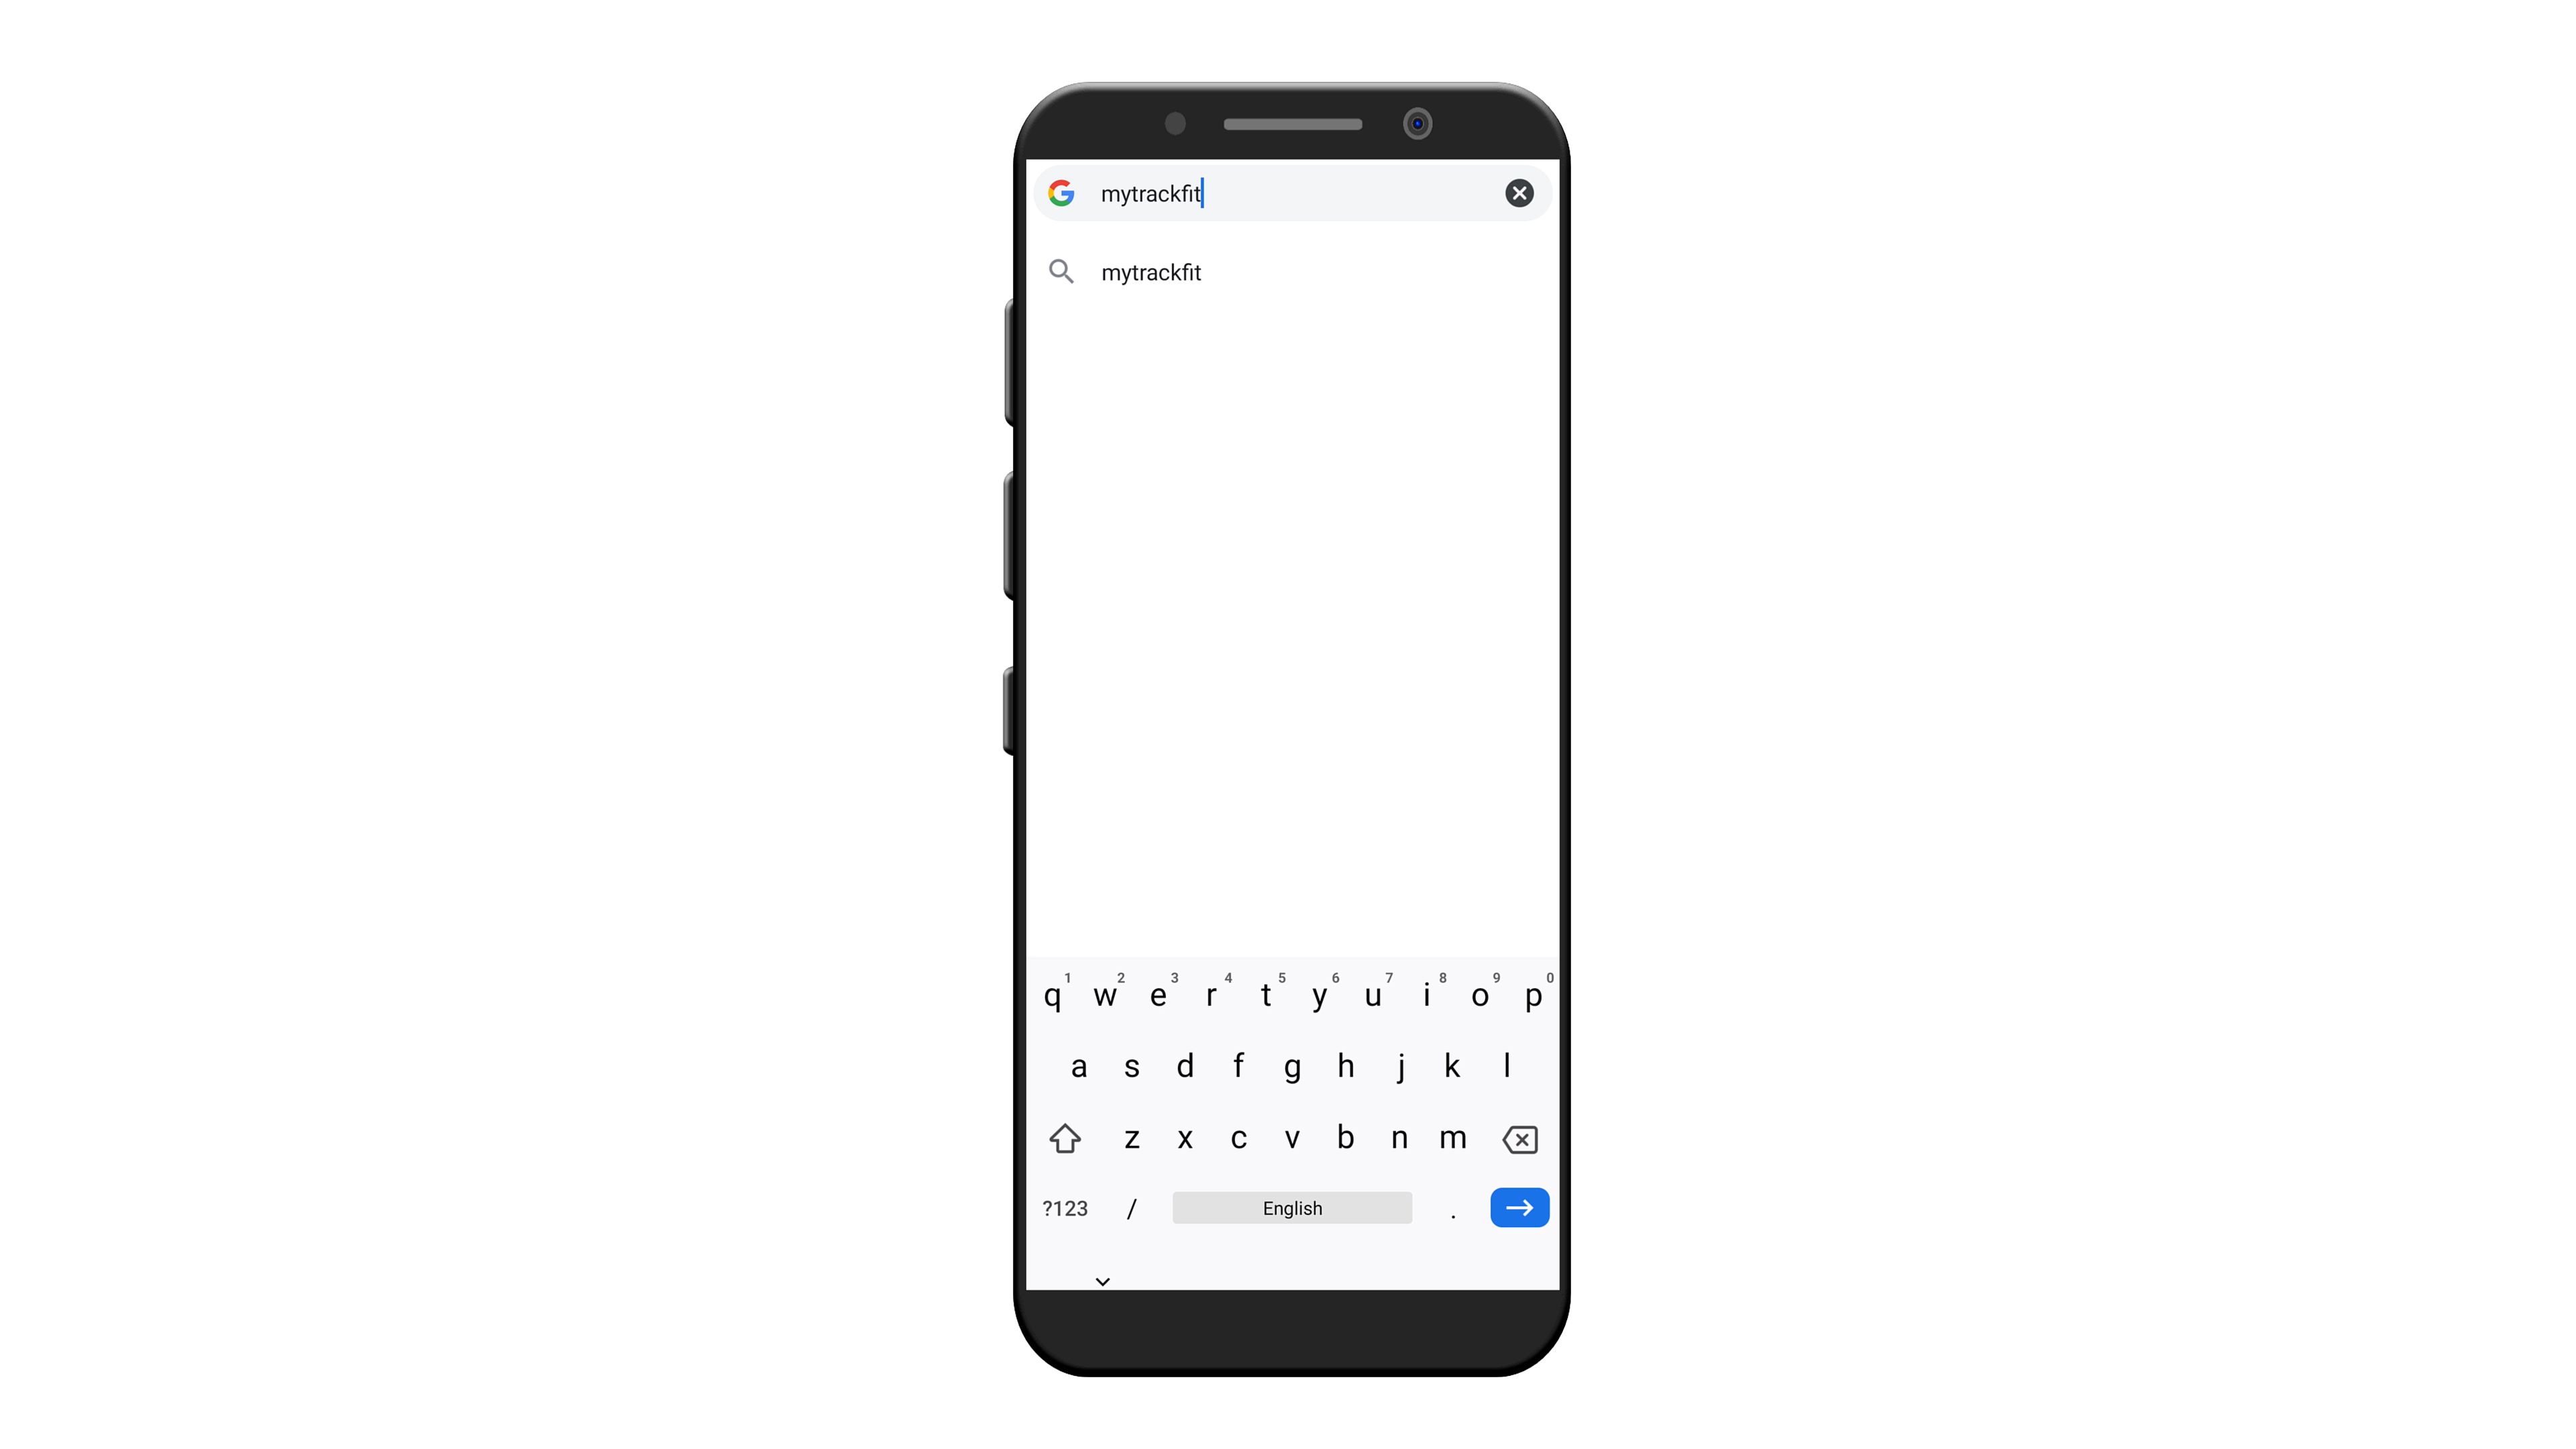 mytrackfit
mytrackfit
q1 w2 e3 r4 t5 y6 u7 i8 o9 p0
a s d f g h j k l
z x c v b n m
?123 / English .